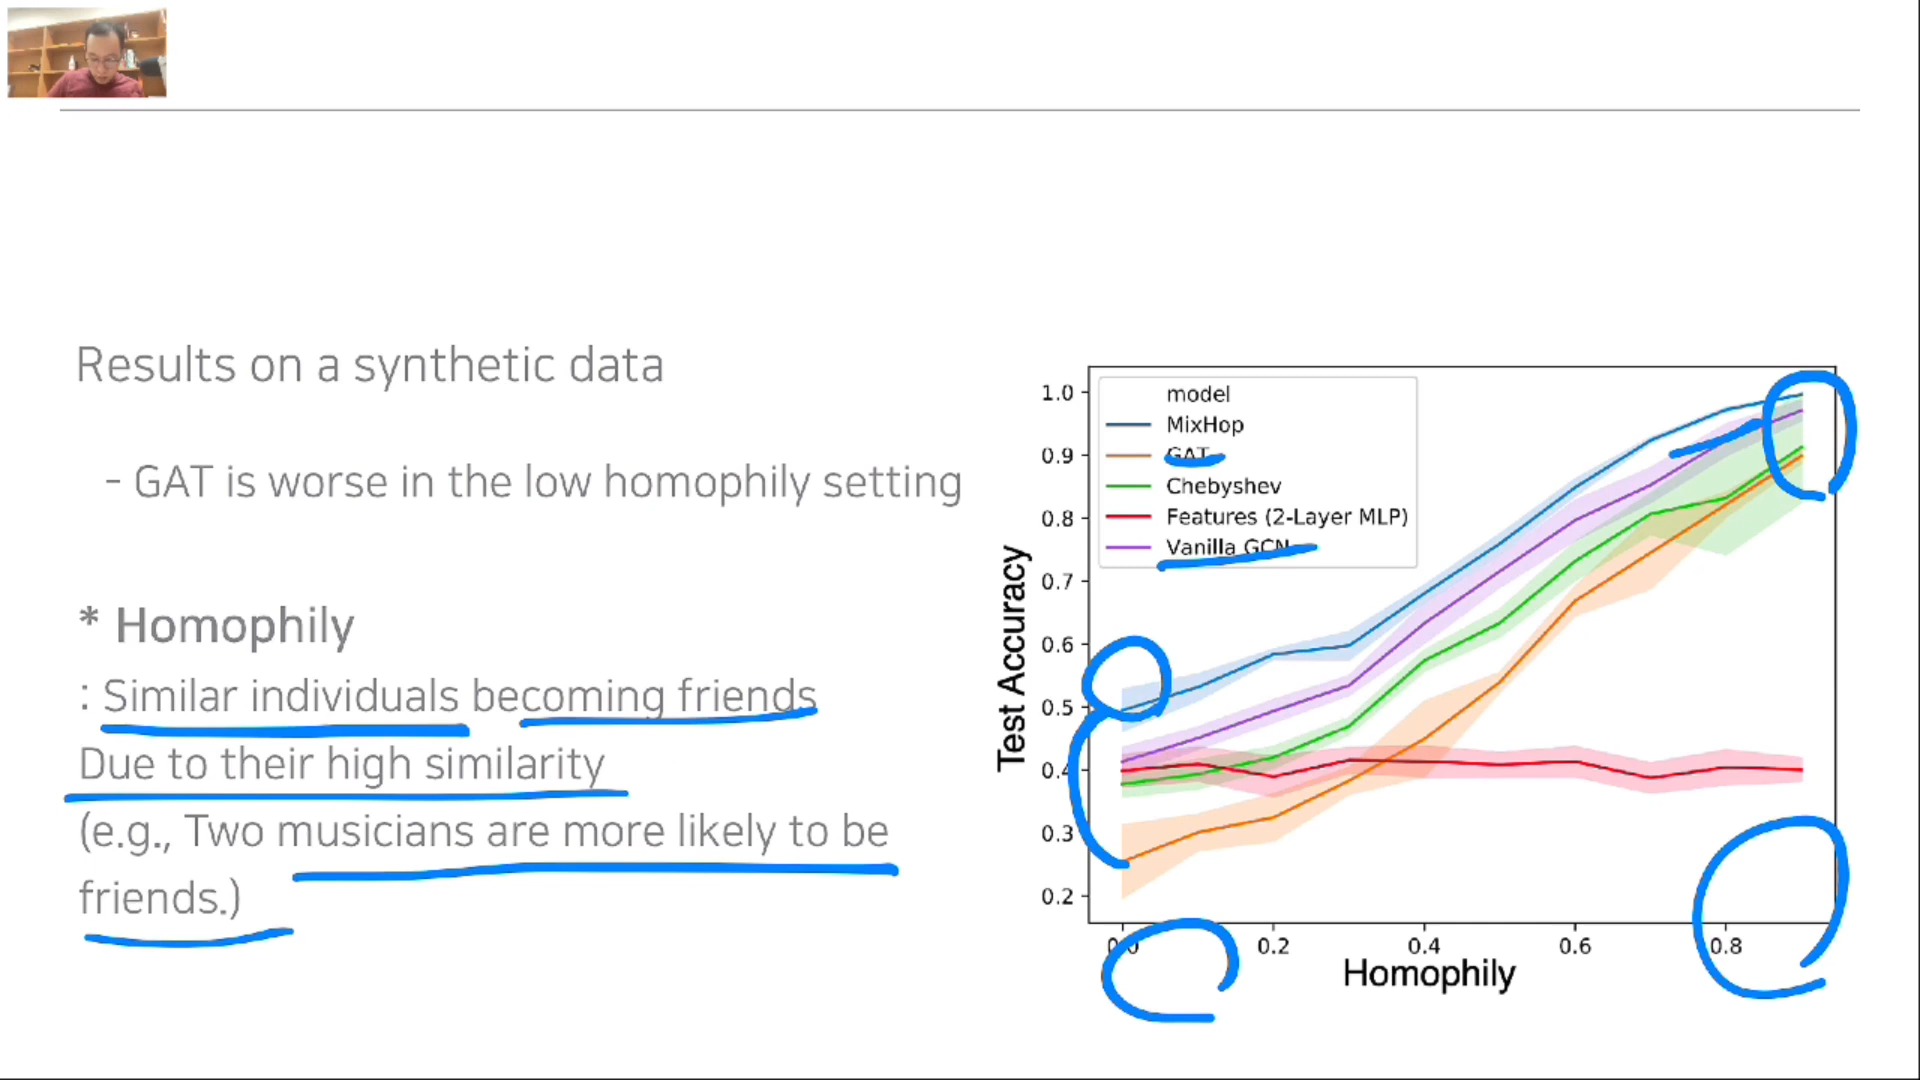 Results on a synthetic data
- GAT is worse in the low homophily setting
* Homophily
: Similar individuals becoming friends
Due to their high similarity
(e.g., Two musicians are more likely to be
friends.)
model
MixHop
GAT
Chebyshev
Features (2-Layer MLP)
Vanilla GCN
1.0
0.9
0.8
0.7
0.6
0.5
0.4
0.3
0.2
Test Accuracy
0.0 0.2 0.4 0.6 0.8
Homophily